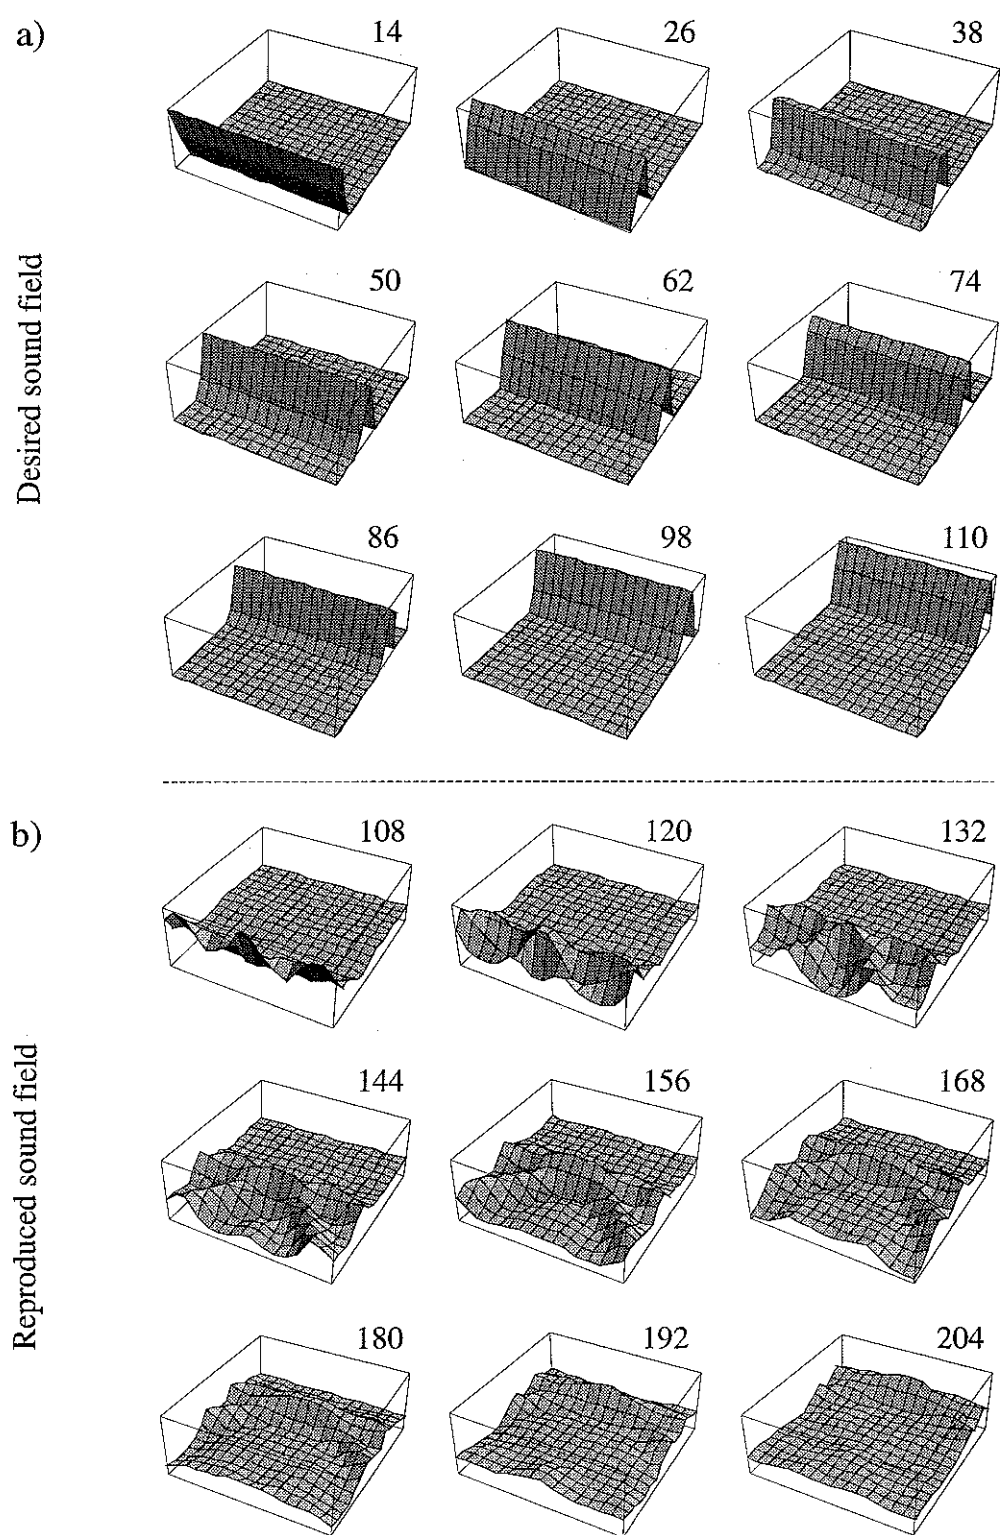 a)
14 26 38
Desired sound field
50 62 74
86 98 110
b)
108 120 132
Reproduced sound field
144 156 168
180 192 204